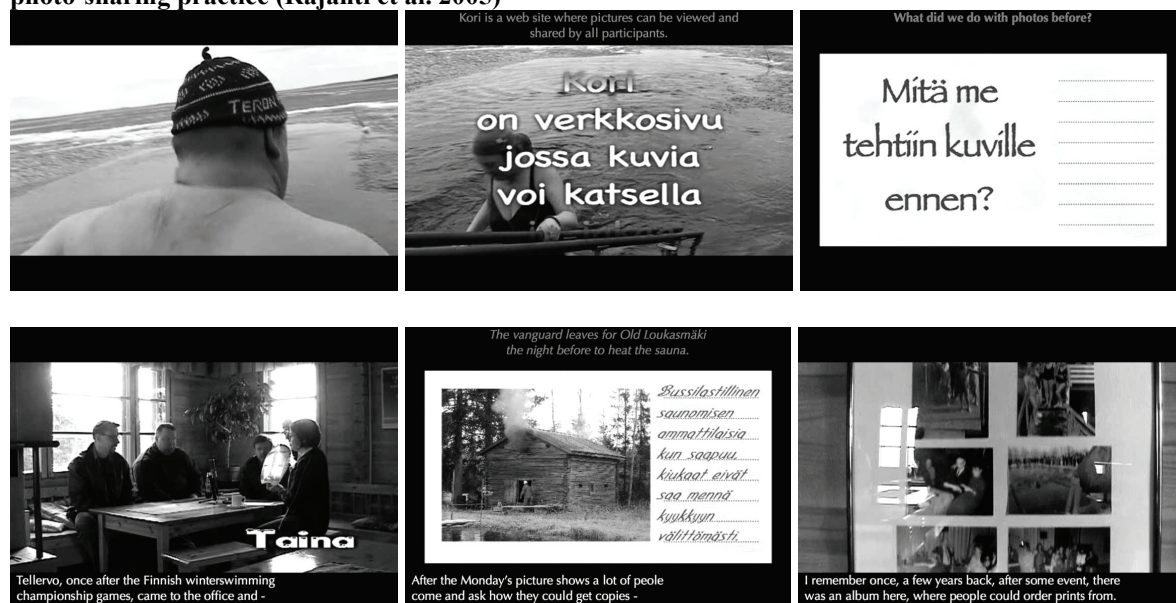 photo-sharing practice et al.
TERON
Kori is a web site where pictures can be viewed and
shared by all participants.
Kori
on verkkosivu
jossa kuvia
voi katsella
What did we do with photos before?
Mitä me
tehtiin kuville
ennen?
Taina
Tellervo, once after the Finnish winterswimming
championship games, came to the office and -
The vanguard leaves for Old Loukasmäki
the night before to heat the sauna.
Bussilastillinen
saunomisen
ammattilaisia
kun saapuu,
kiukaat eivät
saa mennä
kyykkyyn
välittömästi.
After the Monday's picture shows a lot of peole
come and ask how they could get copies -
I remember once, a few years back, after some event, there
was an album here, where people could order prints from.